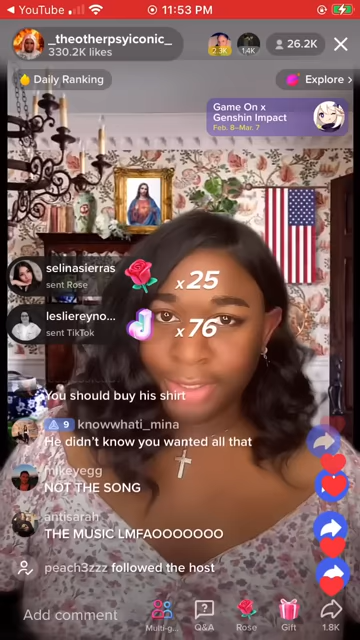 YouTube
11:53 PM
_theotherpsyiconic_
330.2K likes
2.3K
1.4K
26.2K
Daily Ranking
Explore >
Game On x
Genshin Impact
Feb. 8–Mar. 7
selinasierras
sent Rose
x25
lesliereyno...
sent TikTok
x76
You should buy his shirt
9 knowwhati_mina
He didn't know you wanted all that
mikeyegg
NOT THE SONG
antisarah
THE MUSIC LMFAOOOOOOO
peach3zzz followed the host
Add comment
Multi-g...
Q&A
Rose
Gift
1.8K